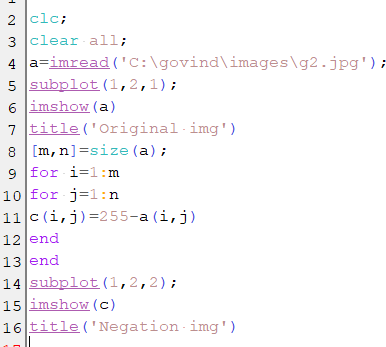 2 clc;
3 clear all;
4 a=imread('C:\govind\images\g2.jpg');
5 subplot(1,2,1);
6 imshow(a)
7 title('Original img')
8 [m,n]=size(a);
9 for i=1:m
10 for j=1:n
11 c(i,j)=255-a(i,j)
12 end
13 end
14 subplot(1,2,2);
15 imshow(c)
16 title('Negation img')